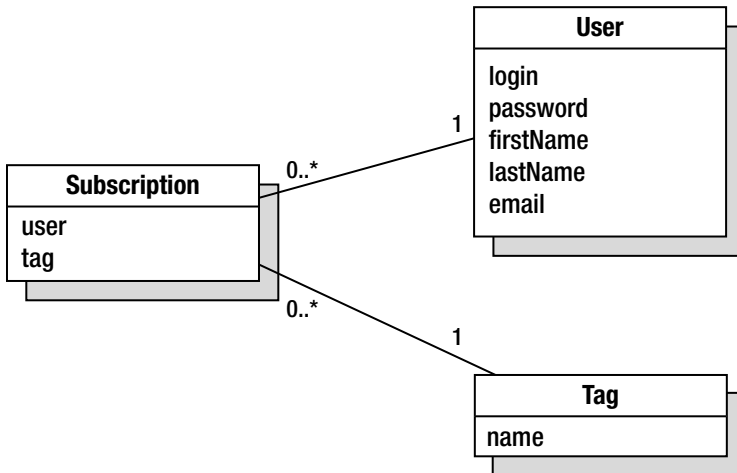 User
login
password
firstName
lastName
email
1
0..*
Subscription
user
tag
0..*
1
Tag
name